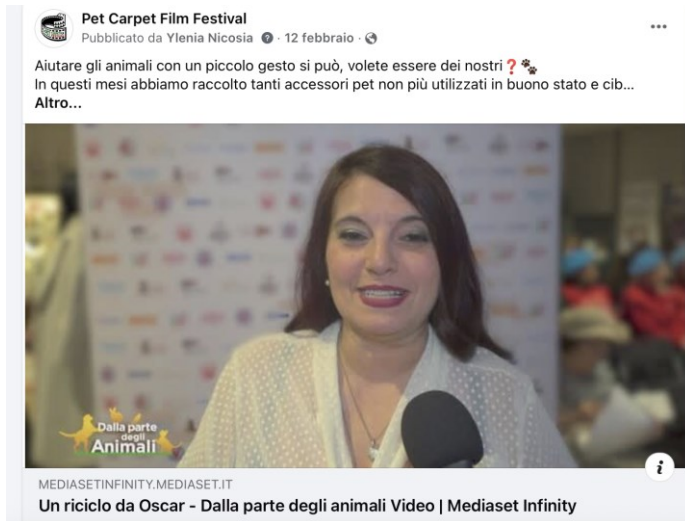 Pet Carpet Film Festival
Pubblicato da Ylenia Nicosia · 12 febbraio ·
Aiutare gli animali con un piccolo gesto si può, volete essere dei nostri❓🐾
In questi mesi abbiamo raccolto tanti accessori pet non più utilizzati in buono stato e cib...
Altro...
Dalla parte
degli
Animali
MEDIASETINFINITY.MEDIASET.IT
Un riciclo da Oscar - Dalla parte degli animali Video | Mediaset Infinity